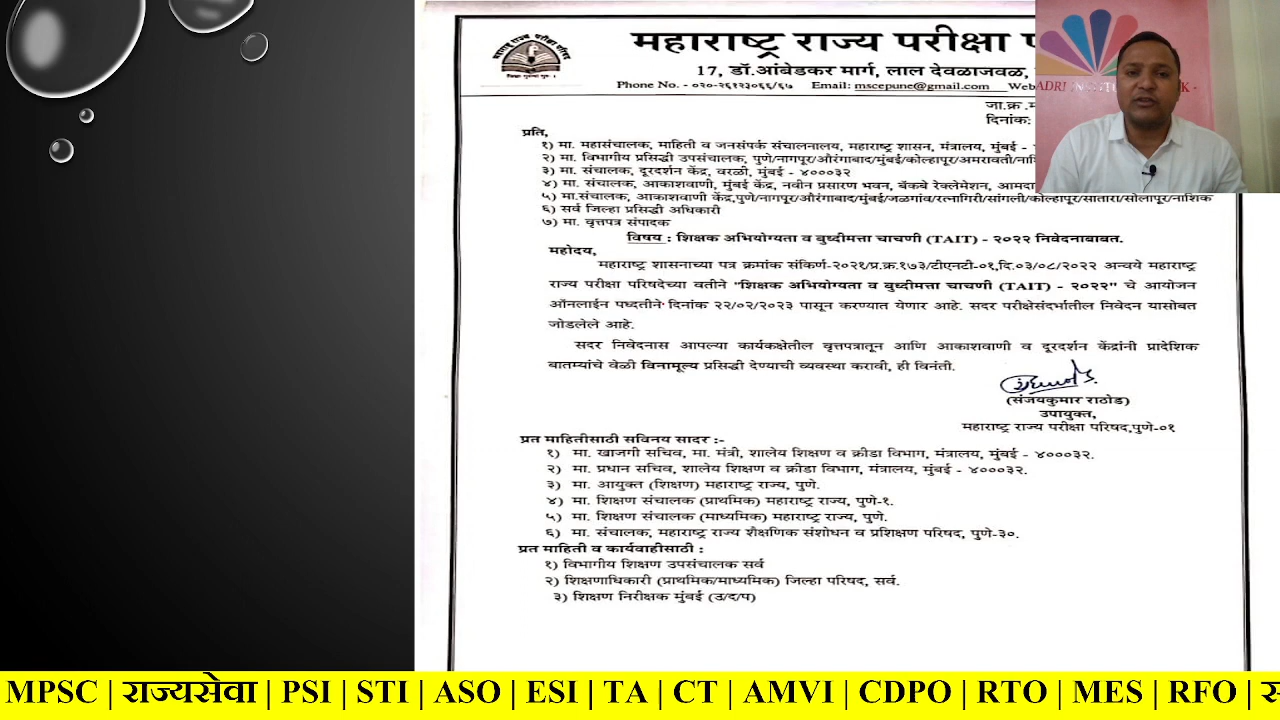 महाराष्ट्र राज्य परीक्षा
17, डॉ.आंबेडकर मार्ग, लाल देवळाजवळ,
Phone No. - ०२०-२६१२३०६६/६७ Email: mscepune@gmail.com Web
जा.क्र
दिनांक:
प्रति,
१) मा. महासंचालक, माहिती व जनसंपर्क संचालनालय, महाराष्ट्र शासन, मंत्रालय, मुंबई -
२) मा. विभागीय प्रसिद्धी उपसंचालक, पुणे/नागपूर/औरंगाबाद/मुंबई/कोल्हापूर/अमरावती/
३) मा. संचालक, दूरदर्शन केंद्र, वरळी, मुंबई - ४०००३२
४) मा. संचालक, आकाशवाणी, मुंबई केंद्र, नवीन प्रसारण भवन, बॅकबे रेक्लेमेशन,
५) मा.संचालक, आकाशवाणी केंद्र,पुणे/नागपूर/औरंगाबाद/मुंबई/जळगांव/रत्नागिरी/सांगली/कोल्हापूर/सातारा/सोलापूर/नाशिक
६) सर्व जिल्हा प्रसिद्धी अधिकारी
७) मा. वृत्तपत्र संपादक
विषय : शिक्षक अभियोग्यता व बुध्दीमत्ता चाचणी (TAIT) - २०२२ निवेदनाबाबत.
महोदय,
महाराष्ट्र शासनाच्या पत्र क्रमांक संकिर्ण-२०२१/प्र.क्र.१७३/टीएनटी-०१,दि.०३/०८/२०२२ अन्वये महाराष्ट्र
राज्य परीक्षा परिषदेच्या वतीने "शिक्षक अभियोग्यता व बुध्दीमत्ता चाचणी (TAIT) - २०२२" चे आयोजन
ऑनलाईन पध्दतीने दिनांक २२/०२/२०२३ पासून करण्यात येणार आहे. सदर परीक्षेसंदर्भातील निवेदन यासोबत
जोडलेले आहे.
सदर निवेदनास आपल्या कार्यकक्षेतील वृत्तपत्रातून आणि आकाशवाणी व दूरदर्शन केंद्रांनी प्रादेशिक
बातम्यांचे वेळी विनामूल्य प्रसिद्धी देण्याची व्यवस्था करावी, ही विनंती.
(संजयकुमार राठोड)
उपायुक्त,
महाराष्ट्र राज्य परीक्षा परिषद,पुणे-०१
प्रत माहितीसाठी सविनय सादर :-
१) मा. खाजगी सचिव, मा. मंत्री, शालेय शिक्षण व क्रीडा विभाग, मंत्रालय, मुंबई - ४०००३२.
२) मा. प्रधान सचिव, शालेय शिक्षण व क्रीडा विभाग, मंत्रालय, मुंबई - ४०००३२.
३) मा. आयुक्त (शिक्षण) महाराष्ट्र राज्य, पुणे.
४) मा. शिक्षण संचालक (प्राथमिक) महाराष्ट्र राज्य, पुणे-१.
५) मा. शिक्षण संचालक (माध्यमिक) महाराष्ट्र राज्य, पुणे.
६) मा. संचालक, महाराष्ट्र राज्य शैक्षणिक संशोधन व प्रशिक्षण परिषद, पुणे-३०.
प्रत माहिती व कार्यवाहीसाठी :
१) विभागीय शिक्षण उपसंचालक सर्व
२) शिक्षणाधिकारी (प्राथमिक/माध्यमिक) जिल्हा परिषद, सर्व.
३) शिक्षण निरीक्षक मुंबई (उ/द/प)
MPSC | राज्यसेवा | PSI | STI | ASO | ESI | TA | CT | AMVI | CDPO | RTO | MES | RFO |